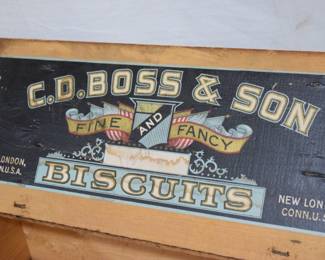 C.D. BOSS & SON
FINE AND FANCY
BISCUITS
LONDON,
N.U.S.A.
NEW LON
CONN.U.S